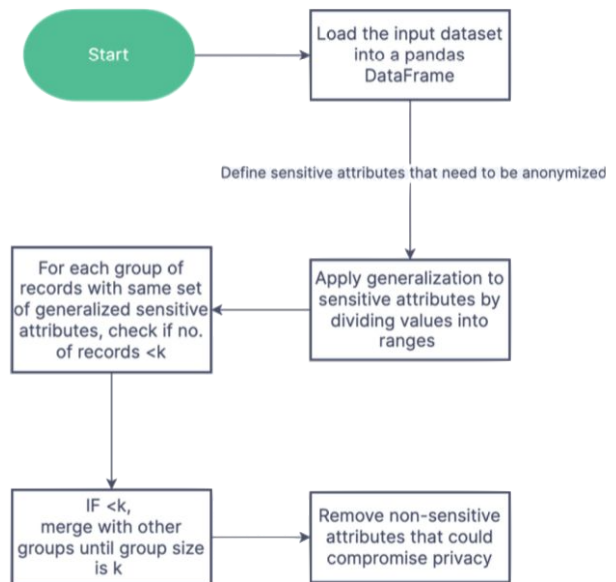 Start
Load the input dataset
into a pandas
DataFrame
Define sensitive attributes that need to be anonymized
Apply generalization to
sensitive attributes by
dividing values into
ranges
For each group of
records with same set
of generalized sensitive
attributes, check if no.
of records <k
IF <k,
merge with other
groups until group size
is k
Remove non-sensitive
attributes that could
compromise privacy